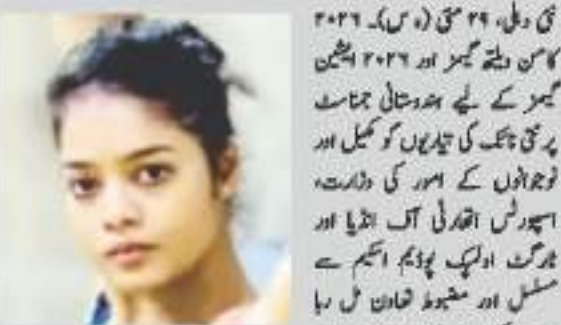 نئی دہلی، ۲۹ مئی (ہ س)۔ ۲۰۲۶
کامن ویلتھ گیمز اور ۲۰۲۶ ایشین
گیمز کے لیے ہندوستانی جمناسٹ
پرنتی نائک کی تیاریوں کو کھیل اور
نوجوانوں کے امور کی وزارت،
اسپورٹس اتھارٹی آف انڈیا اور
ٹارگٹ اولمپک پوڈیم اسکیم سے
مسلسل اور مضبوط تعاون مل رہا